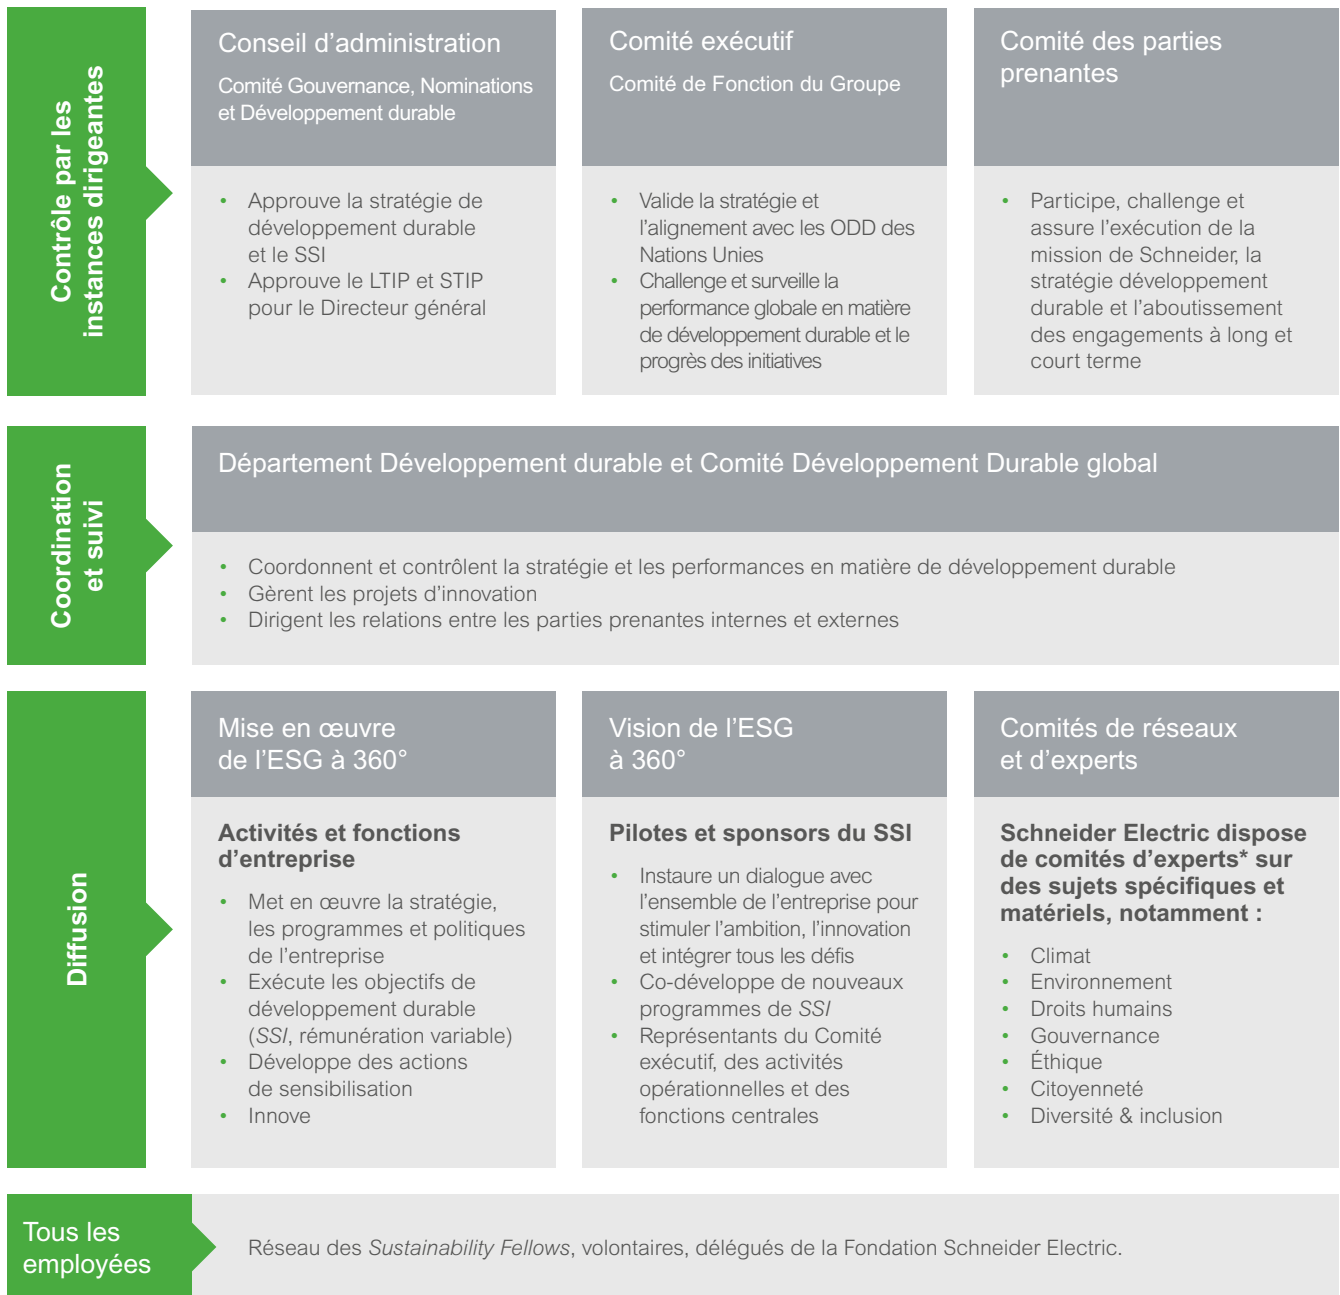 Contrôle par les
instances dirigeantes
Conseil d’administration
Comité Gouvernance, Nominations
et Développement durable
• Approuve la stratégie de
développement durable
et le SSI
• Approuve le LTIP et STIP
pour le Directeur général
Comité exécutif
Comité de Fonction du Groupe
• Valide la stratégie et
l’alignement avec les ODD des
Nations Unies
• Challenge et surveille la
performance globale en matière
de développement durable et le
progrès des initiatives
Comité des parties
prenantes
• Participe, challenge et
assure l’exécution de la
mission de Schneider, la
stratégie développement
durable et l’aboutissement
des engagements à long et
court terme
Coordination
et suivi
Département Développement durable et Comité Développement Durable global
• Coordonnent et contrôlent la stratégie et les performances en matière de développement durable
• Gèrent les projets d’innovation
• Dirigent les relations entre les parties prenantes internes et externes
Diffusion
Mise en œuvre
de l’ESG à 360°
Activités et fonctions
d’entreprise
• Met en œuvre la stratégie,
les programmes et politiques
de l’entreprise
• Exécute les objectifs de
développement durable
(SSI, rémunération variable)
• Développe des actions
de sensibilisation
• Innove
Vision de l’ESG
à 360°
Pilotes et sponsors du SSI
• Instaure un dialogue avec
l’ensemble de l’entreprise pour
stimuler l’ambition, l’innovation
et intégrer tous les défis
• Co-développe de nouveaux
programmes de SSI
• Représentants du Comité
exécutif, des activités
opérationnelles et des
fonctions centrales
Comités de réseaux
et d’experts
Schneider Electric dispose
de comités d’experts* sur
des sujets spécifiques et
matériels, notamment :
• Climat
• Environnement
• Droits humains
• Gouvernance
• Éthique
• Citoyenneté
• Diversité & inclusion
Tous les
employées
Réseau des Sustainability Fellows, volontaires, délégués de la Fondation Schneider Electric.